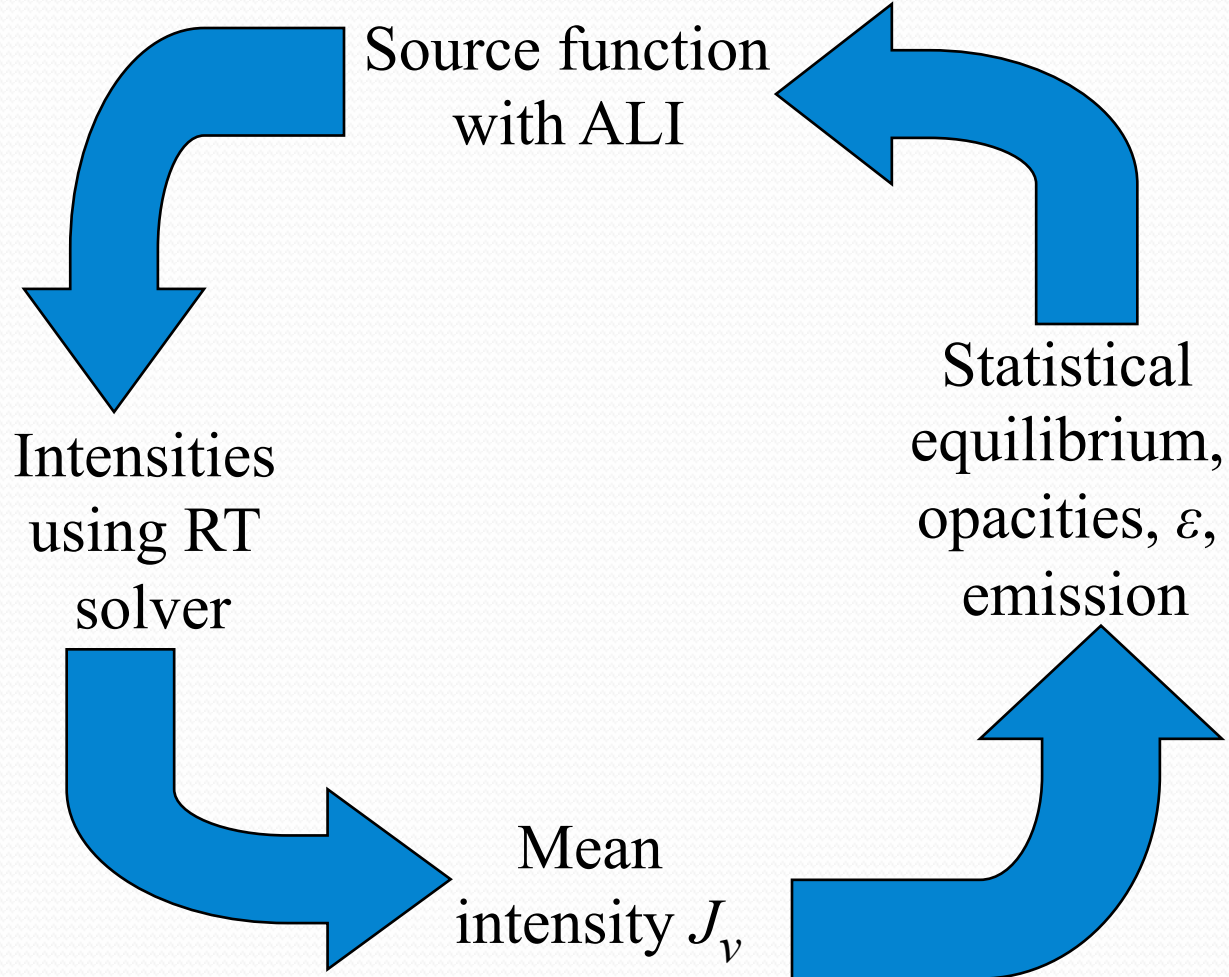 Source function
with ALI
Statistical
equilibrium,
opacities, ε,
emission
Intensities
using RT
solver
Mean
intensity Jν